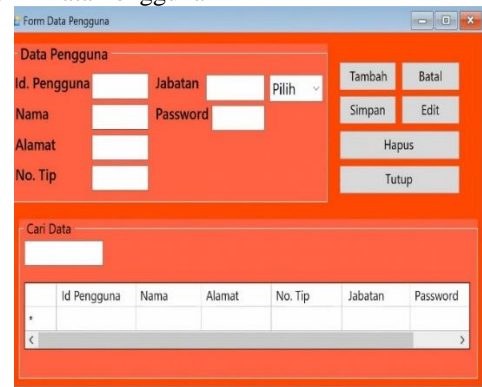 Form Data Pengguna
Data Pengguna
Id. Pengguna Jabatan Pilih
Nama Password
Alamat
No. Tip
Tambah Batal
Simpan Edit
Hapus
Tutup
Cari Data
Id Pengguna Nama Alamat No. Tip Jabatan Password